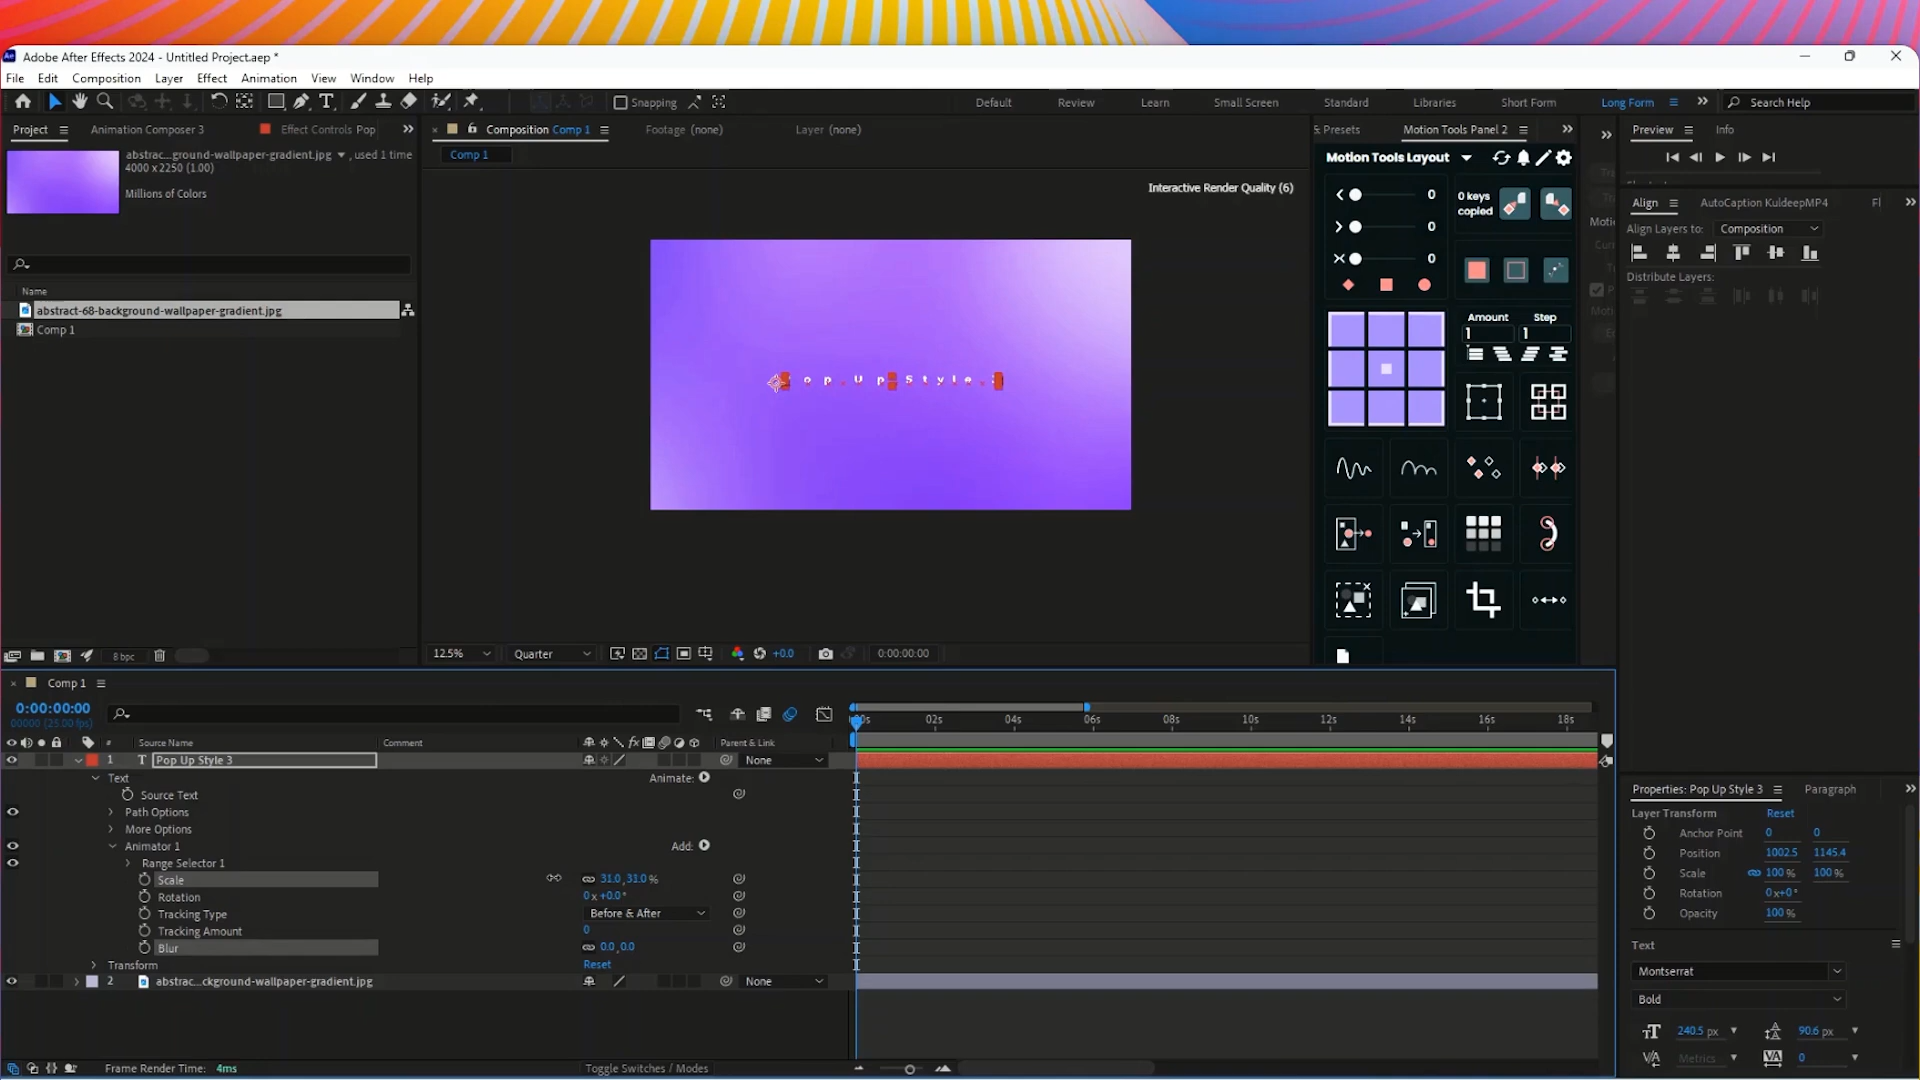 Adobe After Effects 2024 - Untitled Project.aep *
File Edit Composition Layer Effect Animation View Window Help
Snapping Default Review Learn Small Screen Standard Libraries Short Form Long Form Search Help
Project Animation Composer 3 Effect Controls Pop Composition Comp 1 Footage (none) Layer (none) & Presets Motion Tools Panel 2 Preview Info
Comp 1
abstrac...ground-wallpaper-gradient.jpg , used 1 time
4000 x 2250 (1.00)
Millions of Colors
Interactive Render Quality (6)
Motion Tools Layout
0
0 keys copied
0
0
Amount Step
1 1
Align AutoCaption KuldeepMP4 Fl
Align Layers to: Composition
Distribute Layers:
Name
abstract-68-background-wallpaper-gradient.jpg
Comp 1
op.Up Style.
8 bpc
12.5% Quarter +0.0 0:00:00:00
Comp 1
0:00:00:00
00000 (25.00 fps)
02s 04s 06s 08s 10s 12s 14s 16s 18s
# Source Name Comment Parent & Link
1 T Pop Up Style 3 None
Text Animate:
Source Text
Path Options
More Options
Animator 1 Add:
Range Selector 1
Scale 31.0,31.0%
Rotation 0x+0.0°
Tracking Type Before & After
Tracking Amount 0
Blur 0.0,0.0
Transform Reset
2 abstrac...ckground-wallpaper-gradient.jpg None
Frame Render Time: 4ms Toggle Switches / Modes
Properties: Pop Up Style 3 Paragraph
Layer Transform Reset
Anchor Point 0 0
Position 1002.5 1145.4
Scale 100 % 100 %
Rotation 0x+0°
Opacity 100 %
Text
Montserrat
Bold
240.5 px 90.6 px
Metrics 0